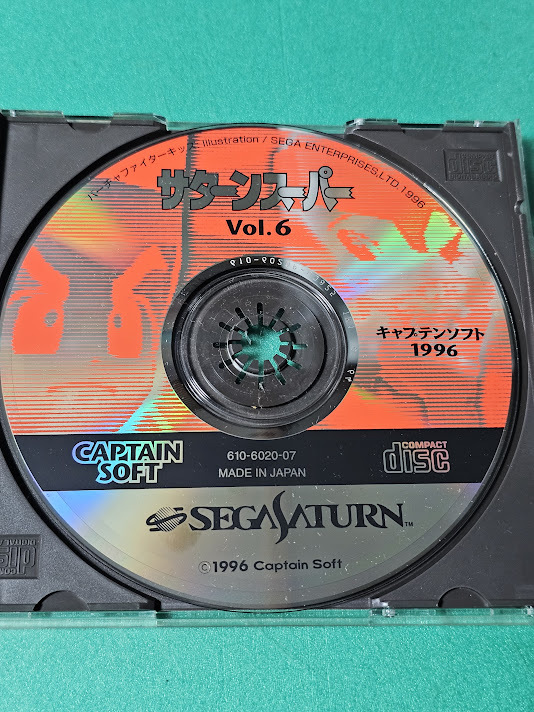 バーチャファイターキッズ Illustration / SEGA ENTERPRISES,LTD.1996
サターンスーパー
Vol.6
キャプテンソフト
1996
CAPTAIN
SOFT
610-6020-07
MADE IN JAPAN
COMPACT
disc
SEGA SATURN™
©1996 Captain Soft